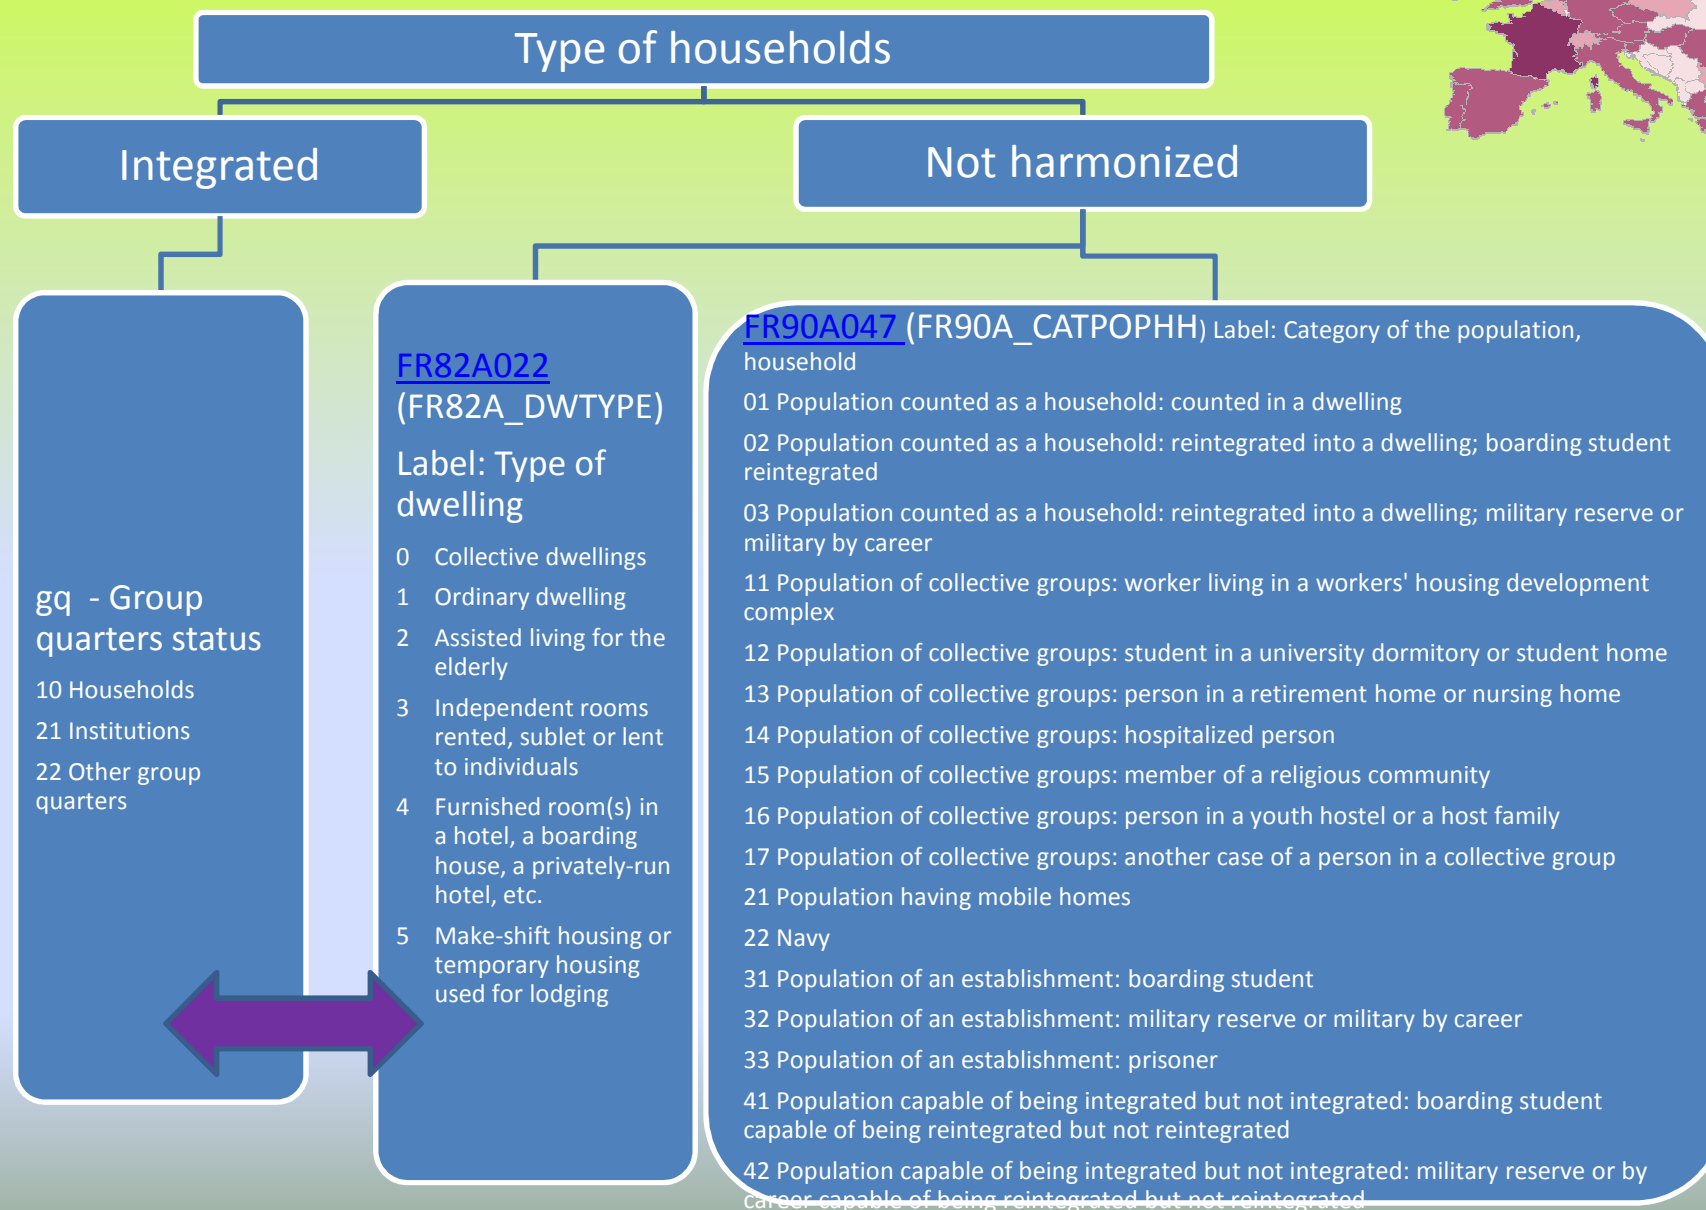 Type of households
Integrated
Not harmonized
gq - Group
quarters status
10 Households
21 Institutions
22 Other group
quarters
FR82A022
(FR82A_DWTYPE)
Label: Type of
dwelling
0 Collective dwellings
1 Ordinary dwelling
2 Assisted living for the
elderly
3 Independent rooms
rented, sublet or lent
to individuals
4 Furnished room(s) in
a hotel, a boarding
house, a privately-run
hotel, etc.
5 Make-shift housing or
temporary housing
used for lodging
FR90A047 (FR90A_CATPOPHH) Label: Category of the population,
household
01 Population counted as a household: counted in a dwelling
02 Population counted as a household: reintegrated into a dwelling; boarding student
reintegrated
03 Population counted as a household: reintegrated into a dwelling; military reserve or
military by career
11 Population of collective groups: worker living in a workers' housing development
complex
12 Population of collective groups: student in a university dormitory or student home
13 Population of collective groups: person in a retirement home or nursing home
14 Population of collective groups: hospitalized person
15 Population of collective groups: member of a religious community
16 Population of collective groups: person in a youth hostel or a host family
17 Population of collective groups: another case of a person in a collective group
21 Population having mobile homes
22 Navy
31 Population of an establishment: boarding student
32 Population of an establishment: military reserve or military by career
33 Population of an establishment: prisoner
41 Population capable of being integrated but not integrated: boarding student
capable of being reintegrated but not reintegrated
42 Population capable of being integrated but not integrated: military reserve or by
career capable of being reintegrated but not reintegrated